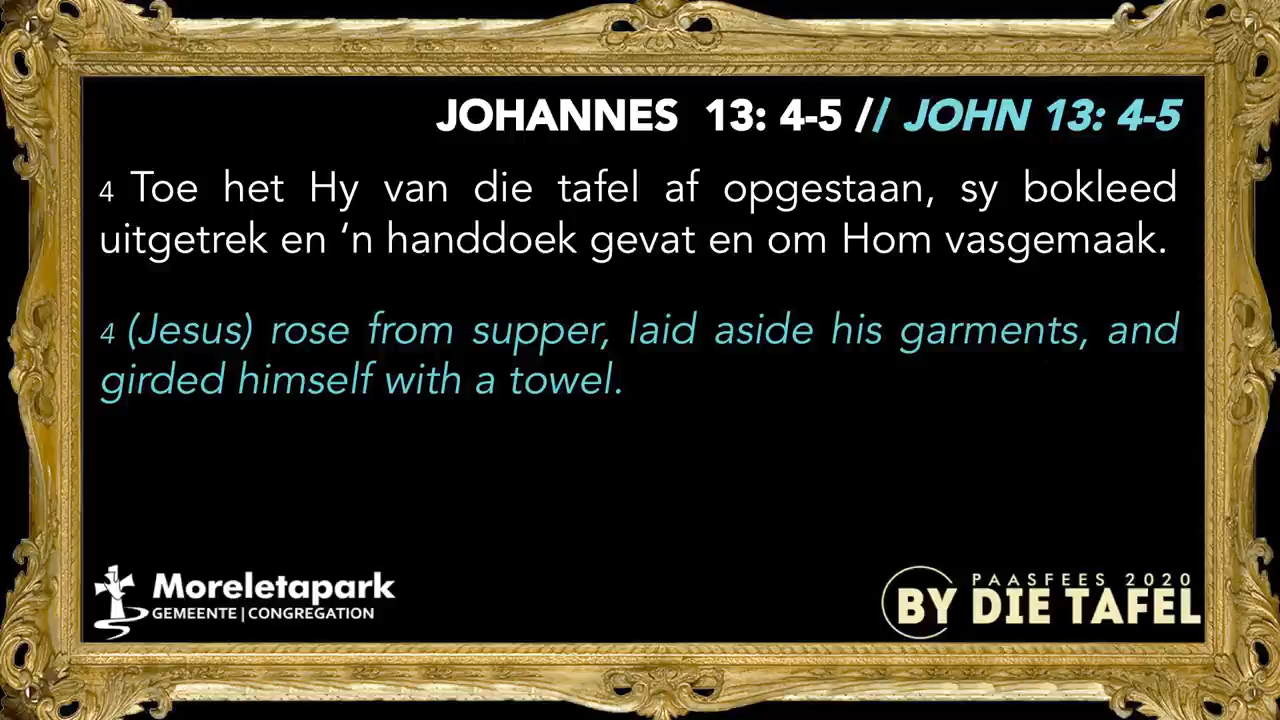 JOHANNES 13: 4-5 // JOHN 13: 4-5
4 Toe het Hy van die tafel af opgestaan, sy bokleed
uitgetrek en ‘n handdoek gevat en om Hom vasgemaak.
4 (Jesus) rose from supper, laid aside his garments, and
girded himself with a towel.
Moreletapark
GEMEENTE | CONGREGATION
PAASFEES 2020
BY DIE TAFEL